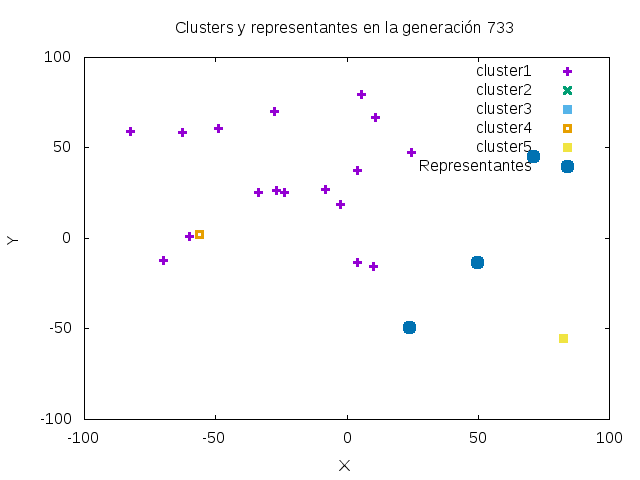 Clusters y representantes en la generación 733
100
50
0
-50
-100
-100
-50
0
50
100
Y
X
cluster1
cluster2
cluster3
cluster4
cluster5
Representantes